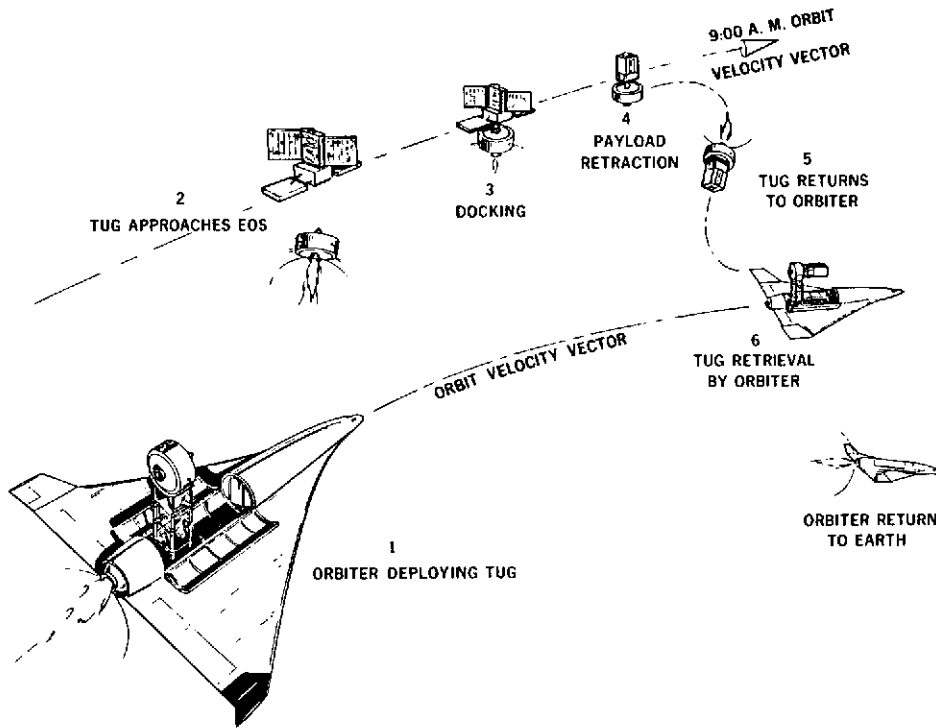 9:00 A. M. ORBIT
VELOCITY VECTOR
4
PAYLOAD
RETRACTION
5
TUG RETURNS
TO ORBITER
3
DOCKING
2
TUG APPROACHES EOS
6
TUG RETRIEVAL
BY ORBITER
ORBIT VELOCITY VECTOR
1
ORBITER DEPLOYING TUG
ORBITER RETURN
TO EARTH